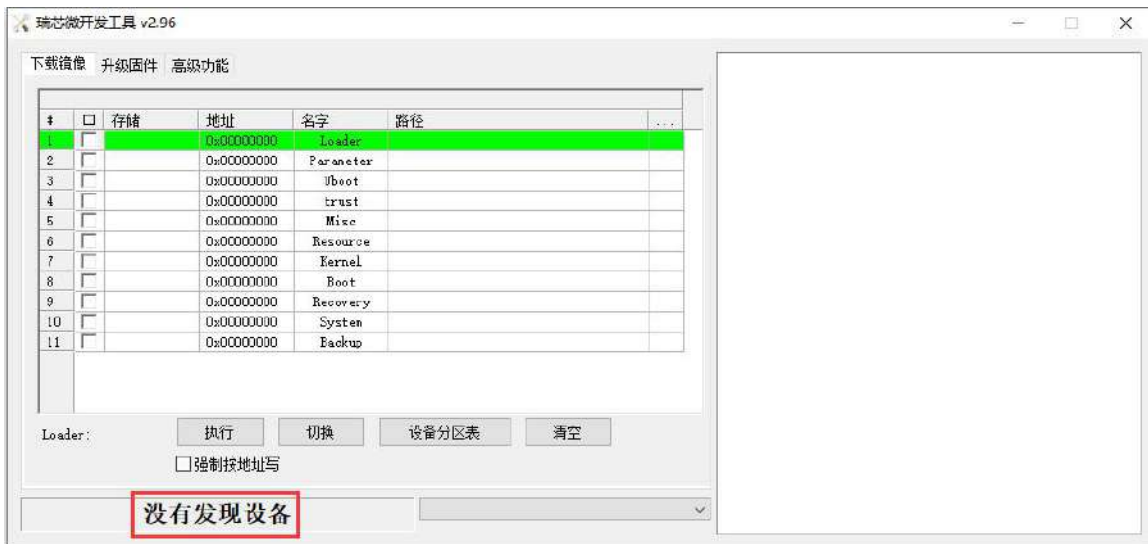 瑞芯微开发工具 v2.96
下载镜像 升级固件 高级功能
# 存储 地址 名字 路径 ...
1 0x00000000 Loader
2 0x00000000 Parameter
3 0x00000000 Uboot
4 0x00000000 trust
5 0x00000000 Misc
6 0x00000000 Resource
7 0x00000000 Kernel
8 0x00000000 Boot
9 0x00000000 Recovery
10 0x00000000 System
11 0x00000000 Backup
Loader: 执行 切换 设备分区表 清空
强制按地址写
没有发现设备